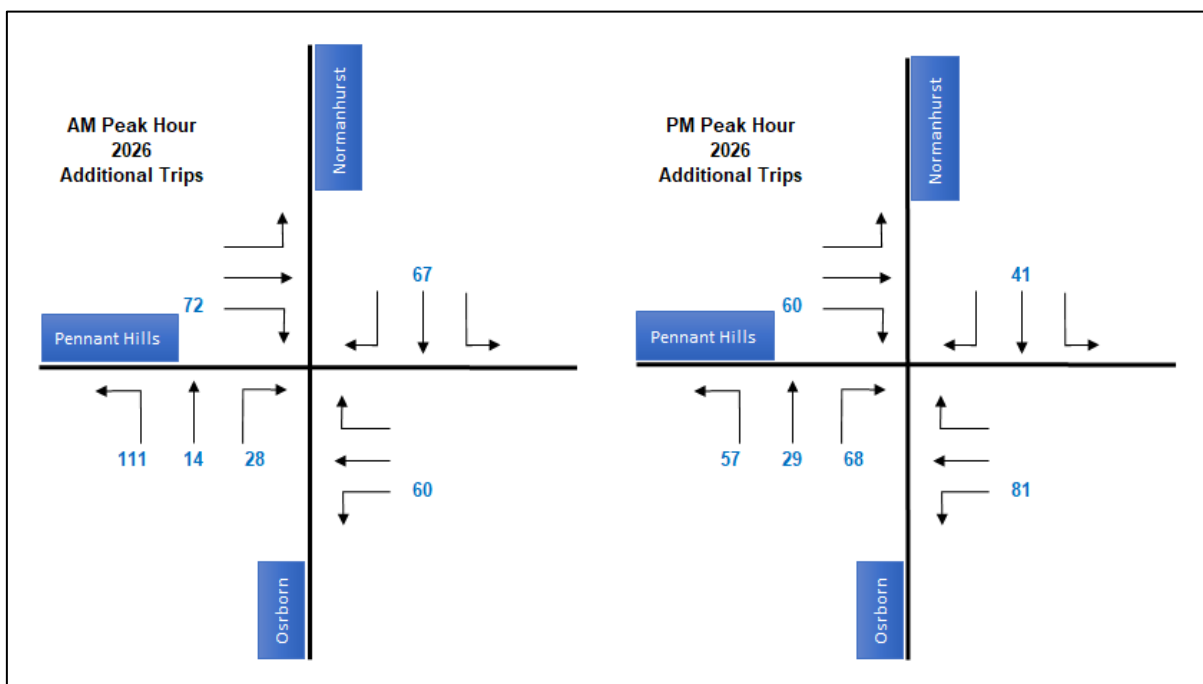 AM Peak Hour
2026
Additional Trips
Normanhurst
67
72
Pennant Hills
111 14 28
60
Osrborn
PM Peak Hour
2026
Additional Trips
Normanhurst
41
60
Pennant Hills
57 29 68
81
Osrborn